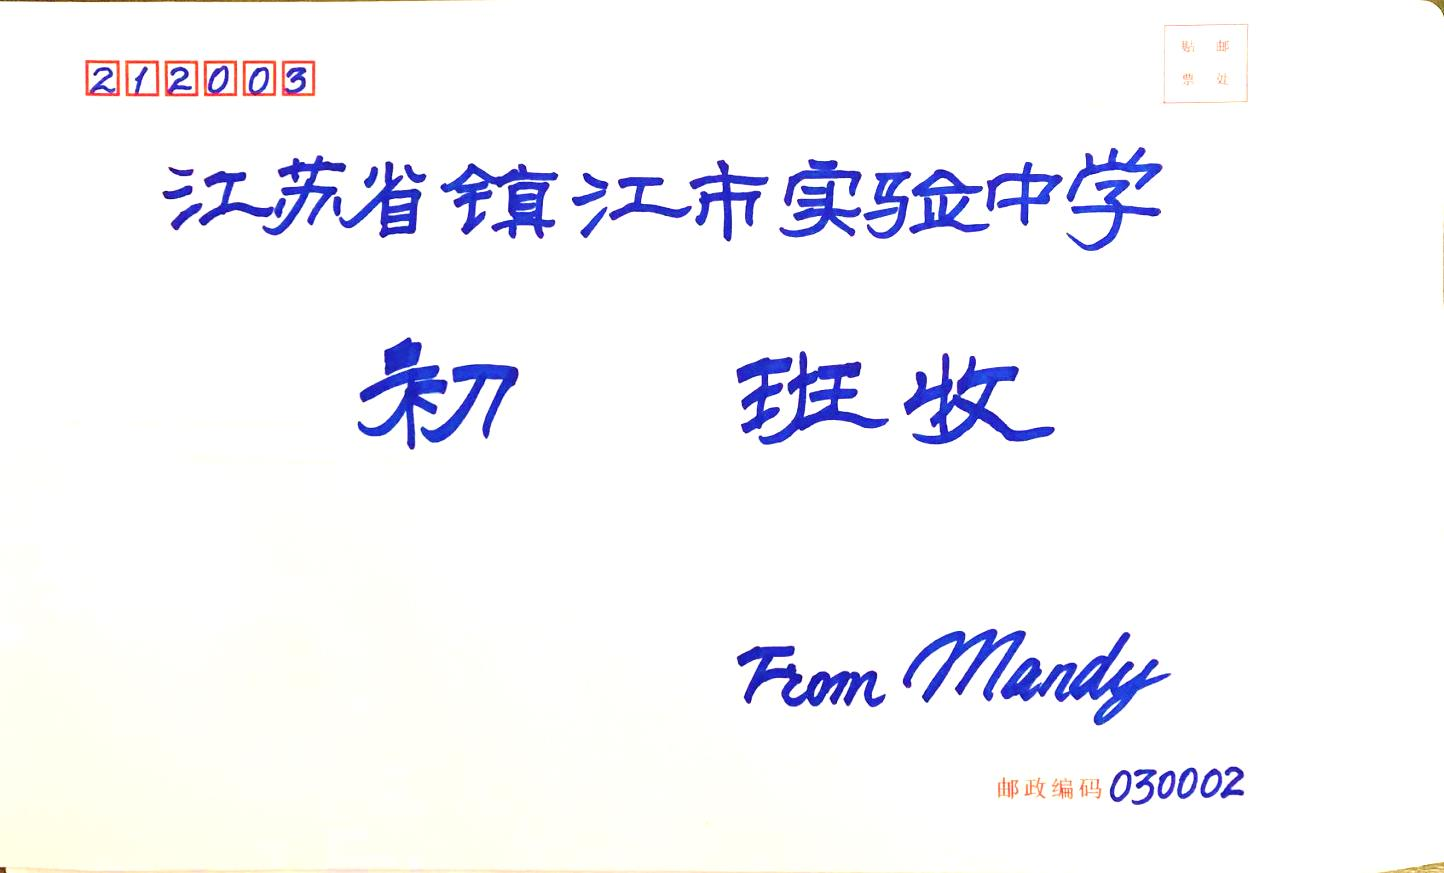 212003
贴 邮
票 处
江苏省镇江市实验中学
初 班收
From Mandy
邮政编码 030002